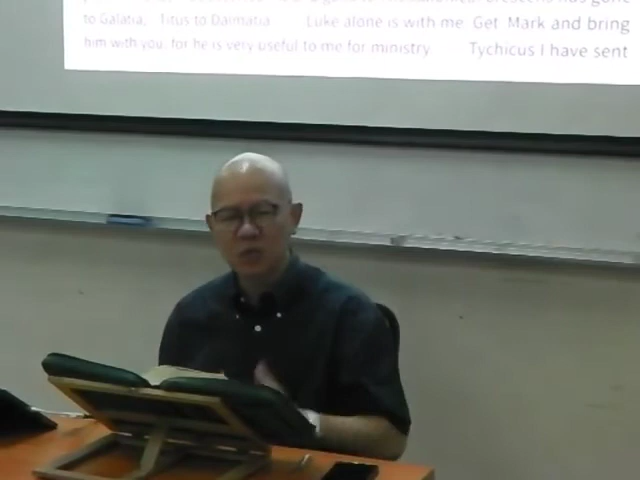 to Galatia, Titus to Dalmatia Luke alone is with me Get Mark and bring
him with you, for he is very useful to me for ministry Tychicus I have sent